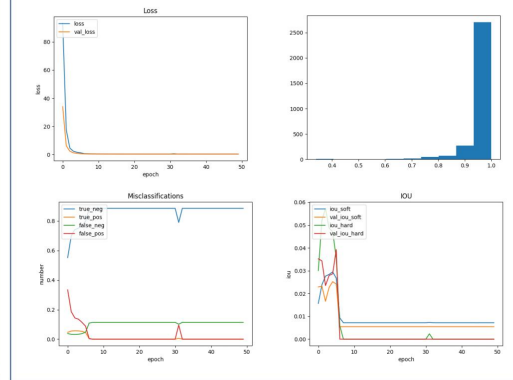 Loss
loss
val_loss
80
60
40
20
0
loss
0 10 20 30 40 50
epoch
2500
2000
1500
1000
500
0
0.4 0.5 0.6 0.7 0.8 0.9 1.0
Misclassifications
true_neg
true_pos
false_neg
false_pos
0.8
0.6
0.4
0.2
0.0
number
0 10 20 30 40 50
epoch
IOU
iou_soft
val_iou_soft
iou_hard
val_iou_hard
0.06
0.05
0.04
0.03
0.02
0.01
0.00
iou
0 10 20 30 40 50
epoch